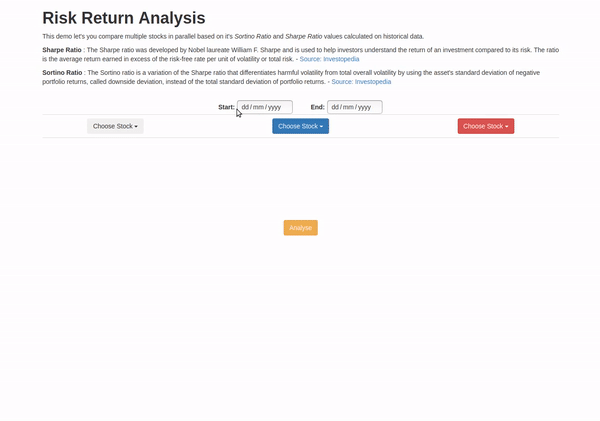 Risk Return Analysis
This demo let's you compare multiple stocks in parallel based on it's Sortino Ratio and Sharpe Ratio values calculated on historical data.
Sharpe Ratio : The Sharpe ratio was developed by Nobel laureate William F. Sharpe and is used to help investors understand the return of an investment compared to its risk. The ratio
is the average return earned in excess of the risk-free rate per unit of volatility or total risk. - Source: Investopedia
Sortino Ratio : The Sortino ratio is a variation of the Sharpe ratio that differentiates harmful volatility from total overall volatility by using the asset's standard deviation of negative
portfolio returns, called downside deviation, instead of the total standard deviation of portfolio returns. - Source: Investopedia
Start: dd / mm / yyyy End: dd / mm / yyyy
Choose Stock Choose Stock Choose Stock
Analyse